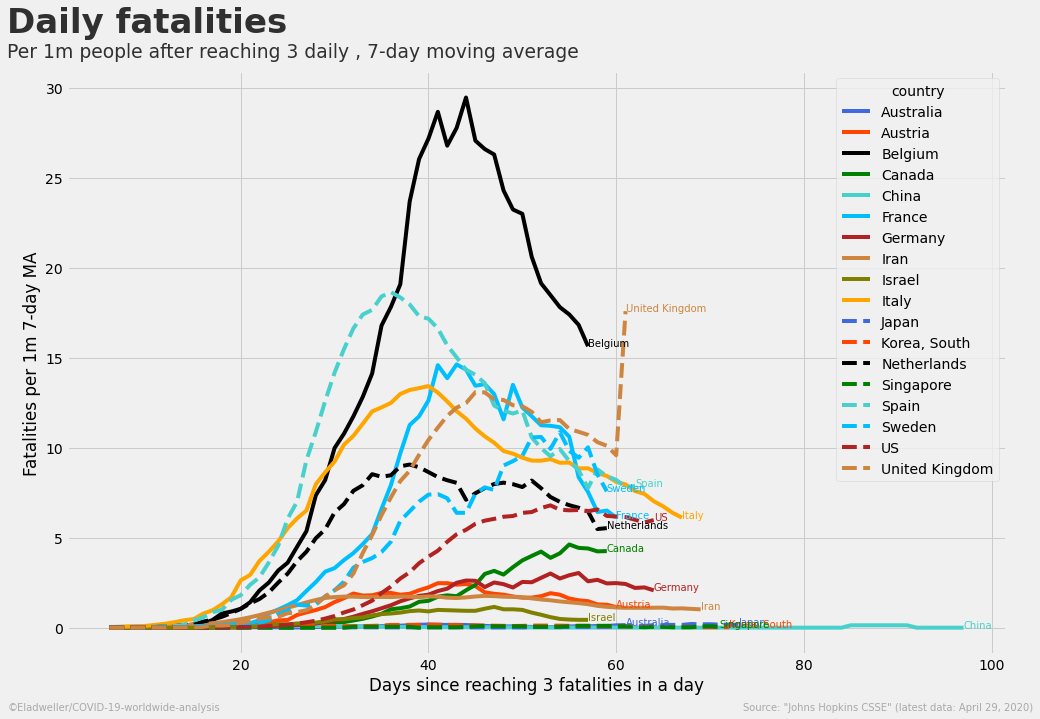 Daily fatalities
Per 1m people after reaching 3 daily , 7-day moving average
Fatalities per 1m 7-day MA
30
25
20
15
10
5
0
country
Australia
Austria
Belgium
Canada
China
France
Germany
Iran
Israel
Italy
Japan
Korea, South
Netherlands
Singapore
Spain
Sweden
US
United Kingdom
United Kingdom
Belgium
Spain
Sweden
France
US
Italy
Netherlands
Canada
Germany
Austria
Iran
Israel
Australia
Singapore
Japan
South
China
20
40
60
80
100
Days since reaching 3 fatalities in a day
©Eladweller/COVID-19-worldwide-analysis
Source: "Johns Hopkins CSSE" (latest data: April 29, 2020)